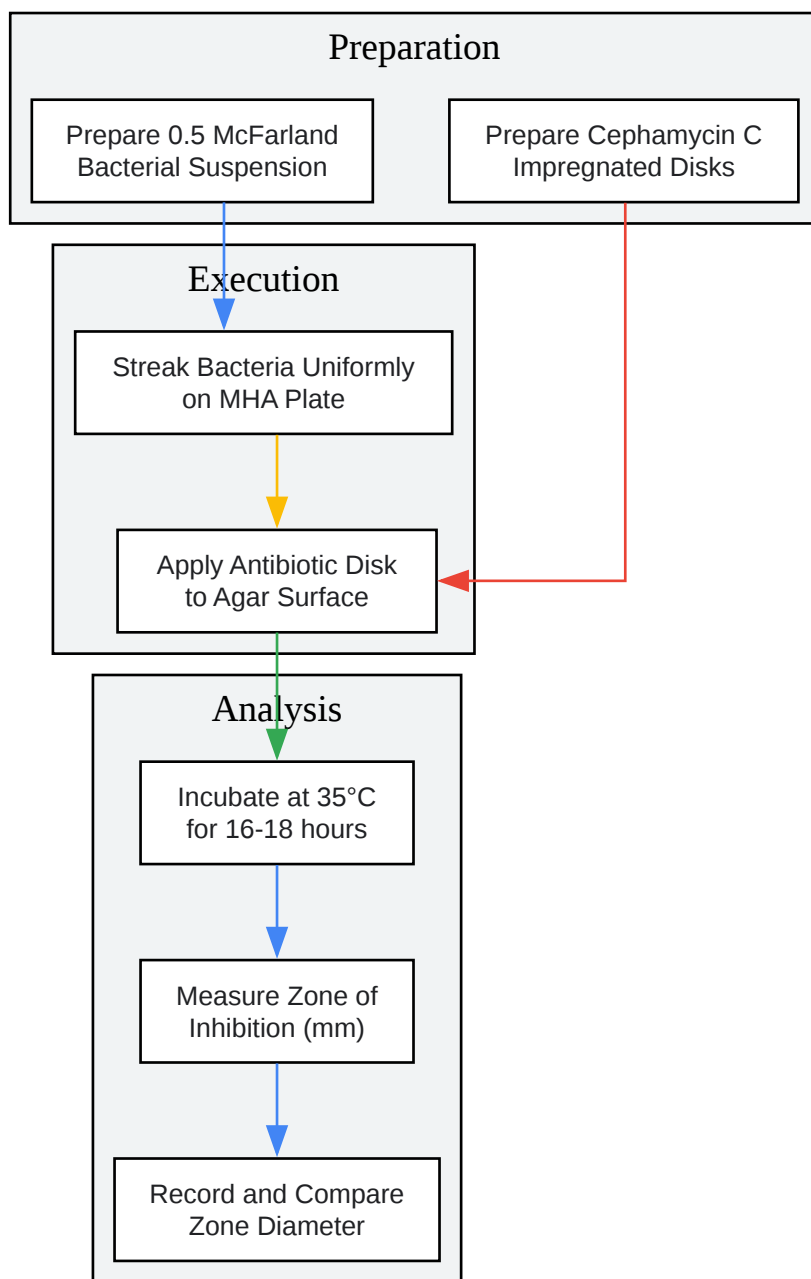 Preparation
Prepare 0.5 McFarland
Bacterial Suspension
Prepare Cephamycin C
Impregnated Disks
Execution
Streak Bacteria Uniformly
on MHA Plate
Apply Antibiotic Disk
to Agar Surface
Analysis
Incubate at 35°C
for 16-18 hours
Measure Zone of
Inhibition (mm)
Record and Compare
Zone Diameter